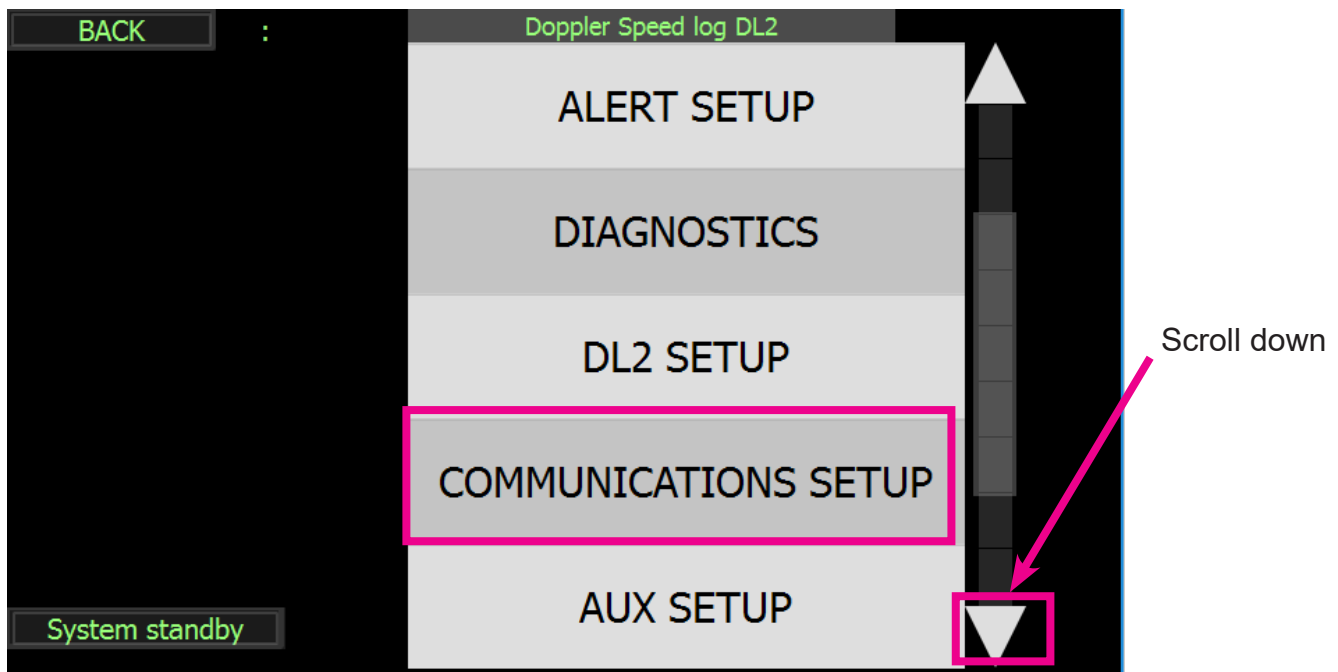 BACK : Doppler Speed log DL2
ALERT SETUP
DIAGNOSTICS
DL2 SETUP
Scroll down
COMMUNICATIONS SETUP
AUX SETUP
System standby